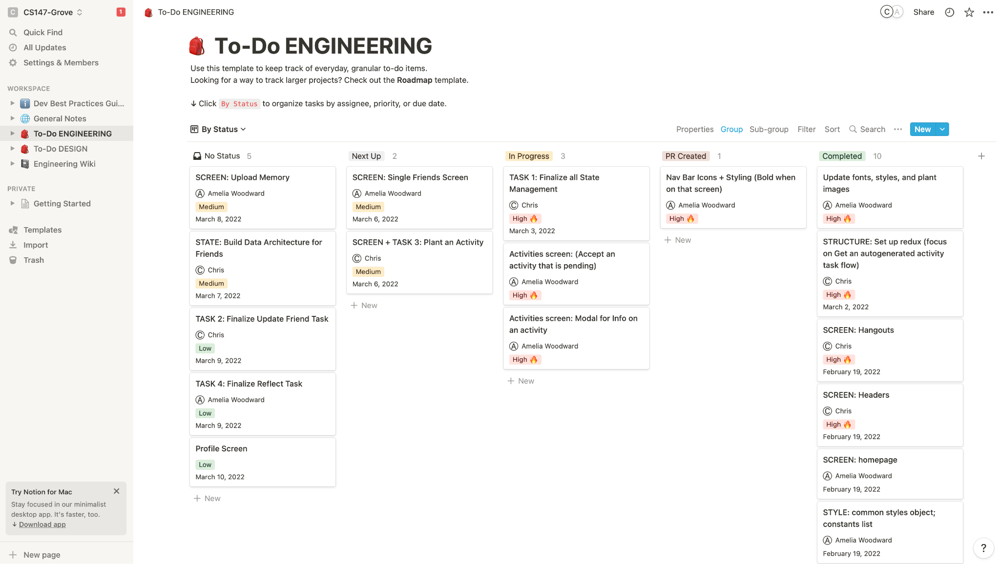 C CS147-Grove 1
Quick Find
All Updates
Settings & Members
WORKSPACE
Dev Best Practices Gui...
General Notes
To-Do ENGINEERING
To-Do DESIGN
Engineering Wiki
PRIVATE
Getting Started
Templates
Import
Trash
Try Notion for Mac
Stay focused in our minimalist
desktop app. It's faster, too.
↓ Download app
New page
To-Do ENGINEERING
C A Share
To-Do ENGINEERING
Use this template to keep track of everyday, granular to-do items.
Looking for a way to track larger projects? Check out the Roadmap template.
↓ Click By Status to organize tasks by assignee, priority, or due date.
By Status
Properties Group Sub-group Filter Sort Search ••• New
No Status 5
SCREEN: Upload Memory
A Amelia Woodward
Medium
March 8, 2022
STATE: Build Data Architecture for
Friends
C Chris
Medium
March 7, 2022
TASK 2: Finalize Update Friend Task
C Chris
Low
March 9, 2022
TASK 4: Finalize Reflect Task
A Amelia Woodward
Low
March 9, 2022
Profile Screen
Low
March 10, 2022
+ New
Next Up 2
SCREEN: Single Friends Screen
A Amelia Woodward
Medium
March 6, 2022
SCREEN + TASK 3: Plant an Activity
C Chris
Medium
March 6, 2022
+ New
In Progress 3
TASK 1: Finalize all State
Management
C Chris
High 🔥
March 3, 2022
Activities screen: (Accept an
activity that is pending)
A Amelia Woodward
High 🔥
Activities screen: Modal for Info on
an activity
A Amelia Woodward
High 🔥
+ New
PR Created 1
Nav Bar Icons + Styling (Bold when
on that screen)
A Amelia Woodward
High 🔥
+ New
Completed 10
Update fonts, styles, and plant
images
A Amelia Woodward
High 🔥
STRUCTURE: Set up redux (focus
on Get an autogenerated activity
task flow)
C Chris
High 🔥
March 2, 2022
SCREEN: Hangouts
C Chris
High 🔥
February 19, 2022
SCREEN: Headers
C Chris
High 🔥
February 19, 2022
SCREEN: homepage
A Amelia Woodward
February 19, 2022
STYLE: common styles object;
constants list
A Amelia Woodward
February 19, 2022
?